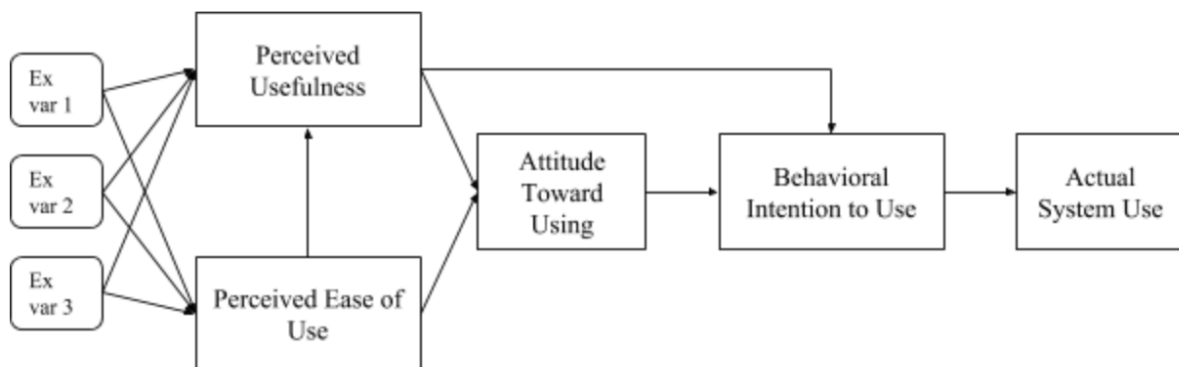 Ex
var 1
Ex
var 2
Ex
var 3
Perceived
Usefulness
Perceived Ease of
Use
Attitude
Toward
Using
Behavioral
Intention to Use
Actual
System Use